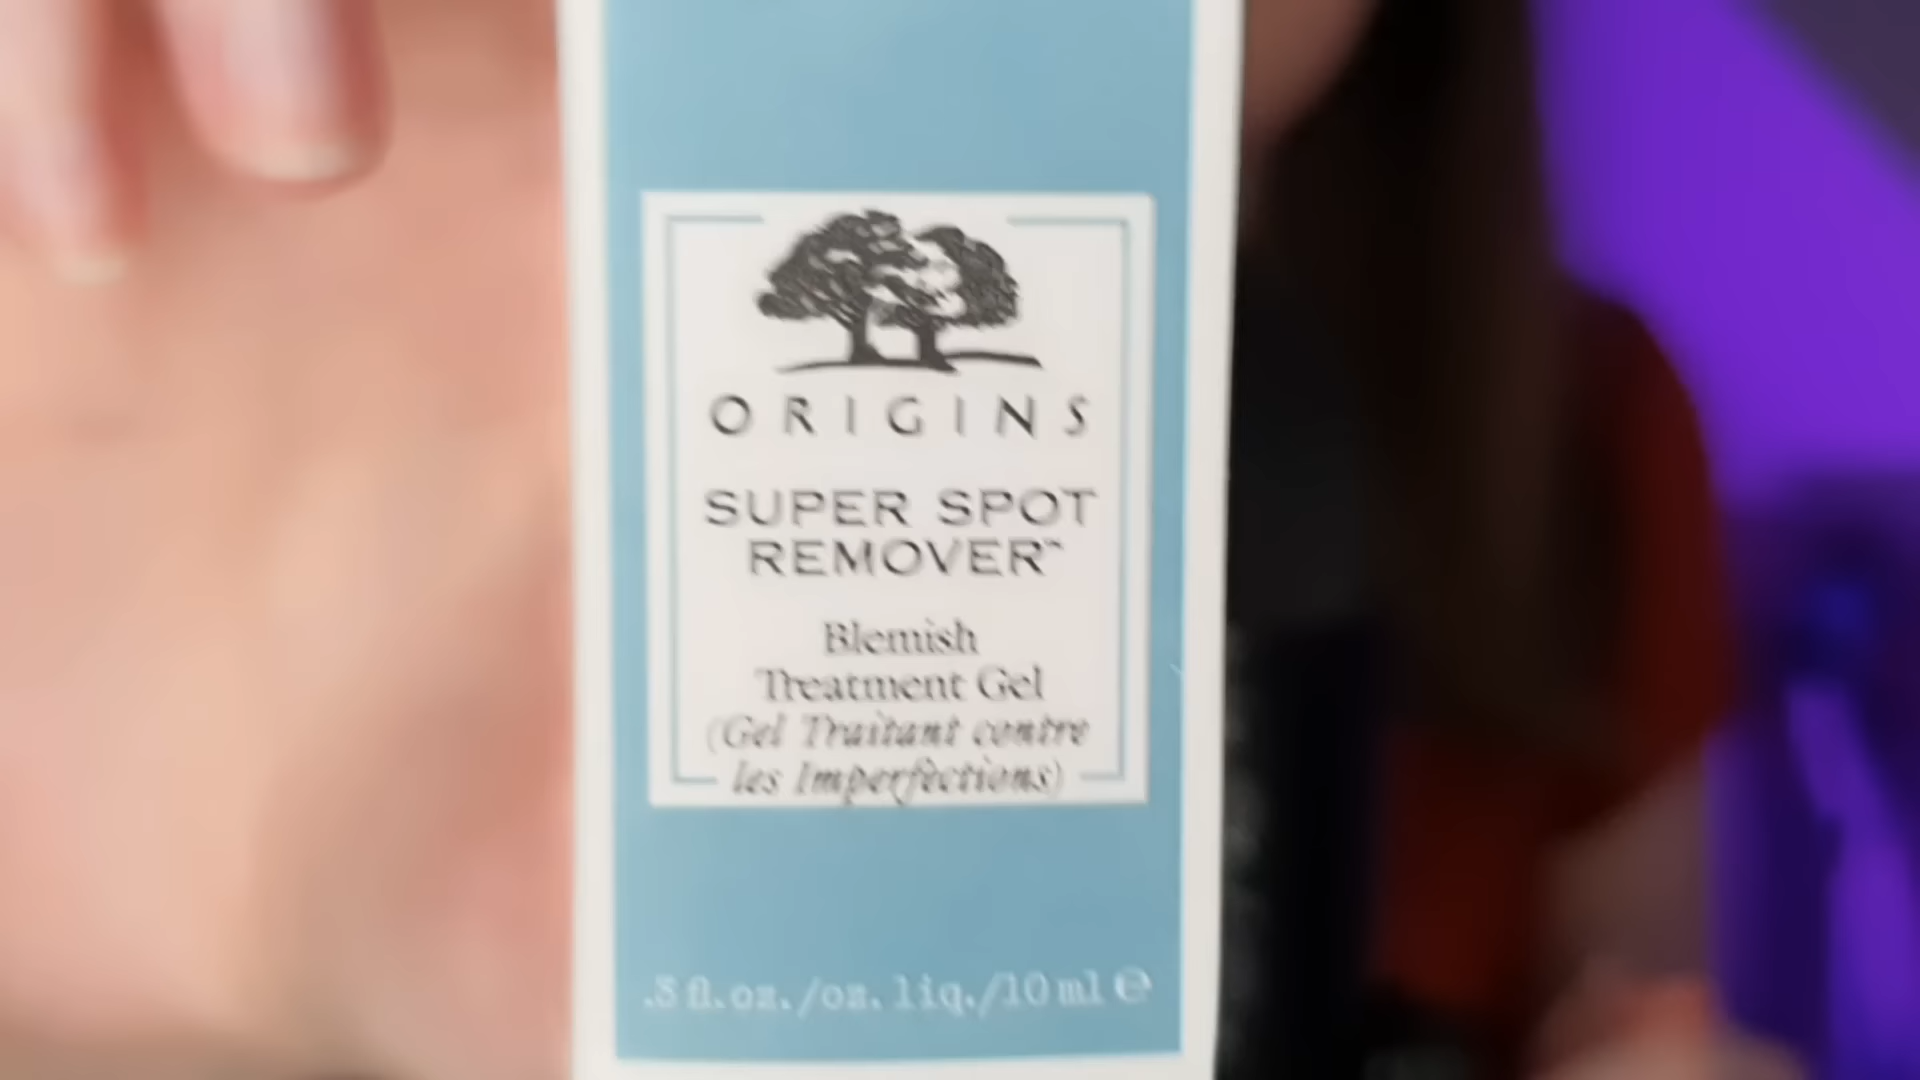 ORIGINS
SUPER SPOT
REMOVER™
Blemish
Treatment Gel
(Gel Traitant contre
les Imperfections)
.3 fl.oz./oz. liq./10 ml ℮